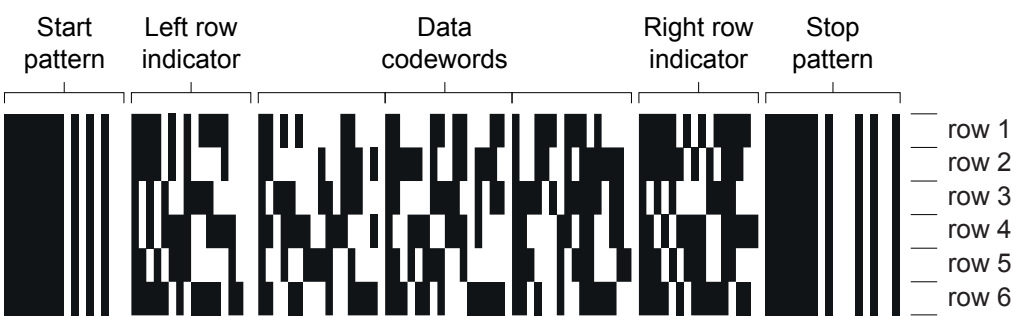 Start pattern
Left row indicator
Data codewords
Right row indicator
Stop pattern
row 1
row 2
row 3
row 4
row 5
row 6